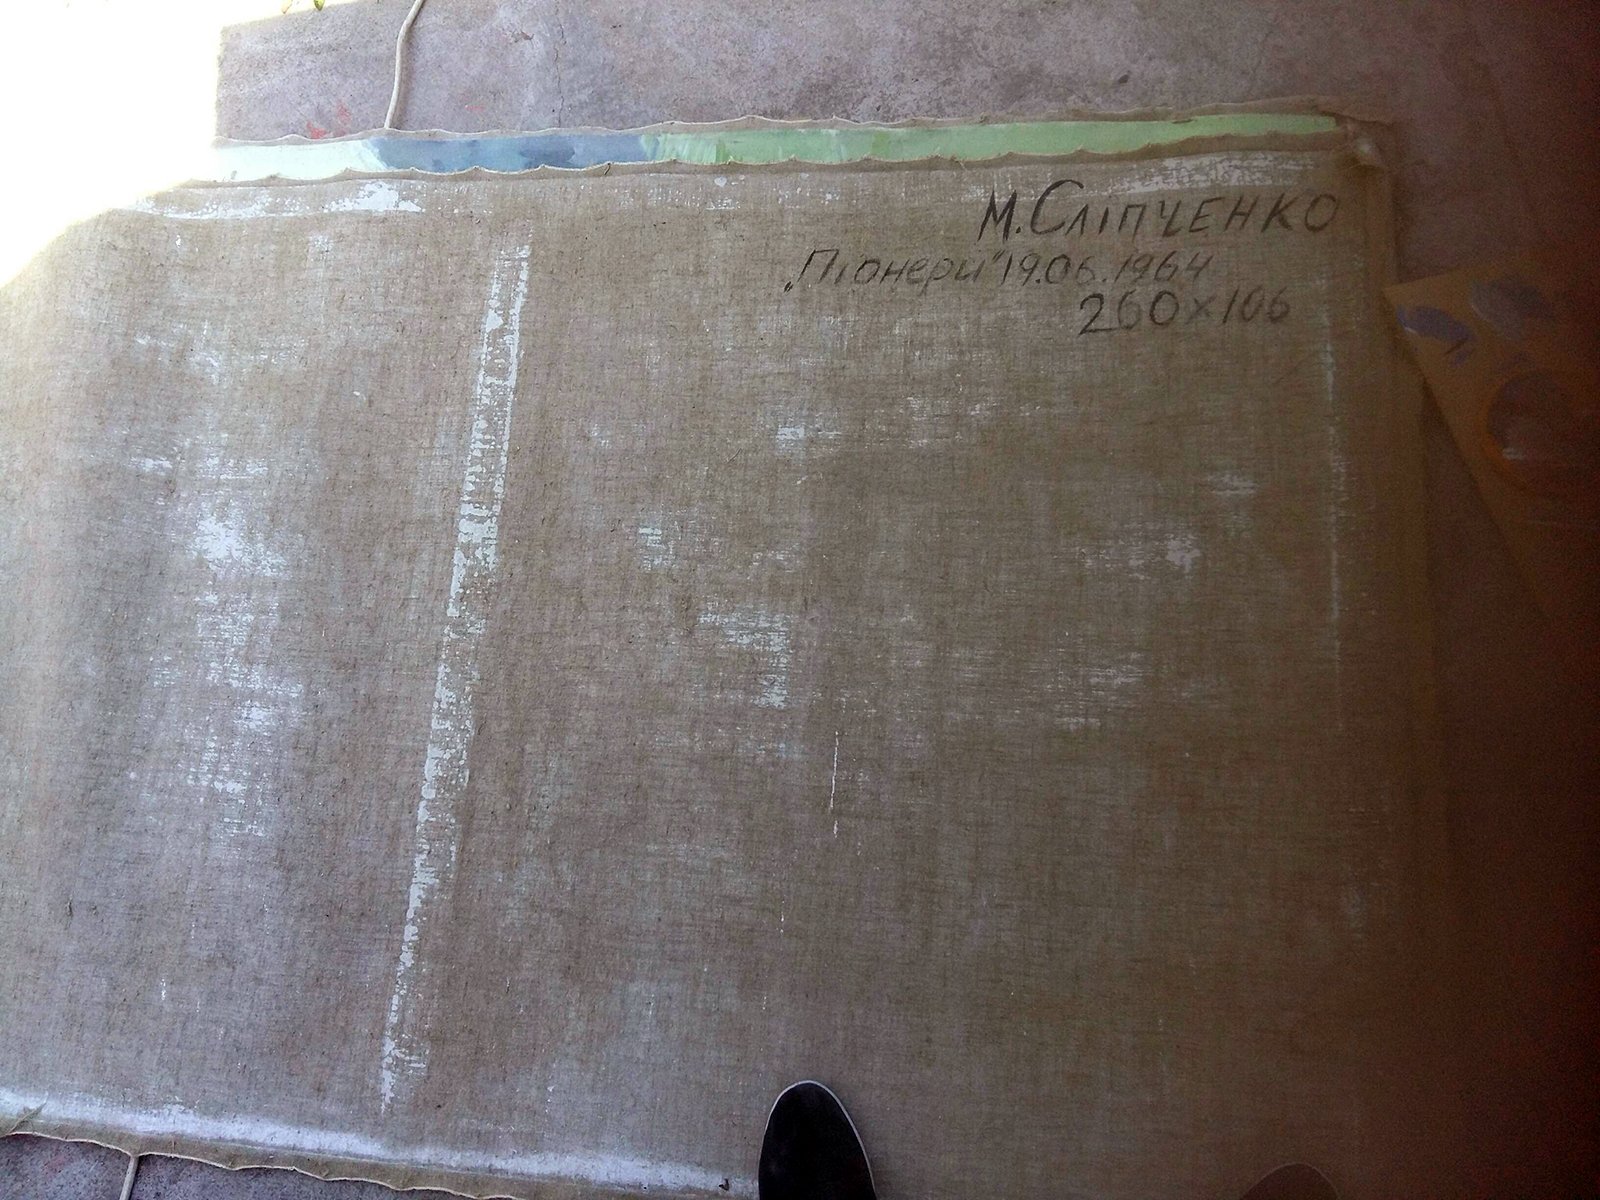 М. Сліпченко
„Піонери" 19.06.1964
260х106